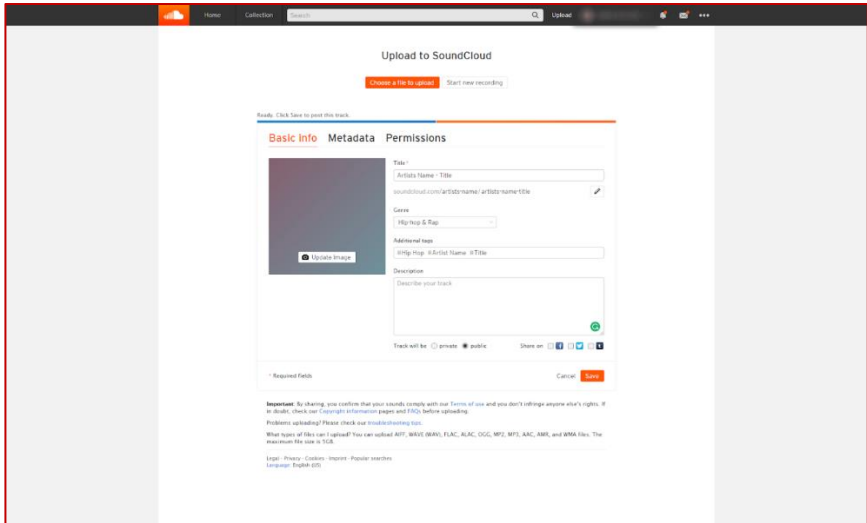 Home Collection Search Upload
Upload to SoundCloud
Choose a file to upload Start new recording
Ready. Click Save to post this track.
Basic info Metadata Permissions
Title *
Artists Name - Title
soundcloud.com/artists-name/ artists-name-title
Genre
Hip-hop & Rap
Additional tags
#Hip Hop #Artist Name #Title
Description
Describe your track
Track will be: private public Share on:
Update image
* Required fields Cancel Save
Important: By sharing, you confirm that your sounds comply with our Terms of use and you don't infringe anyone else's rights. If
in doubt, check our Copyright information pages and FAQs before uploading.
Problems uploading? Please check our troubleshooting tips.
What types of files can I upload? You can upload AIFF, WAVE (WAV), FLAC, ALAC, OGG, MP2, MP3, AAC, AMR, and WMA files. The
maximum file size is 5GB.
Legal - Privacy - Cookies - Imprint - Popular searches
Language: English (US)